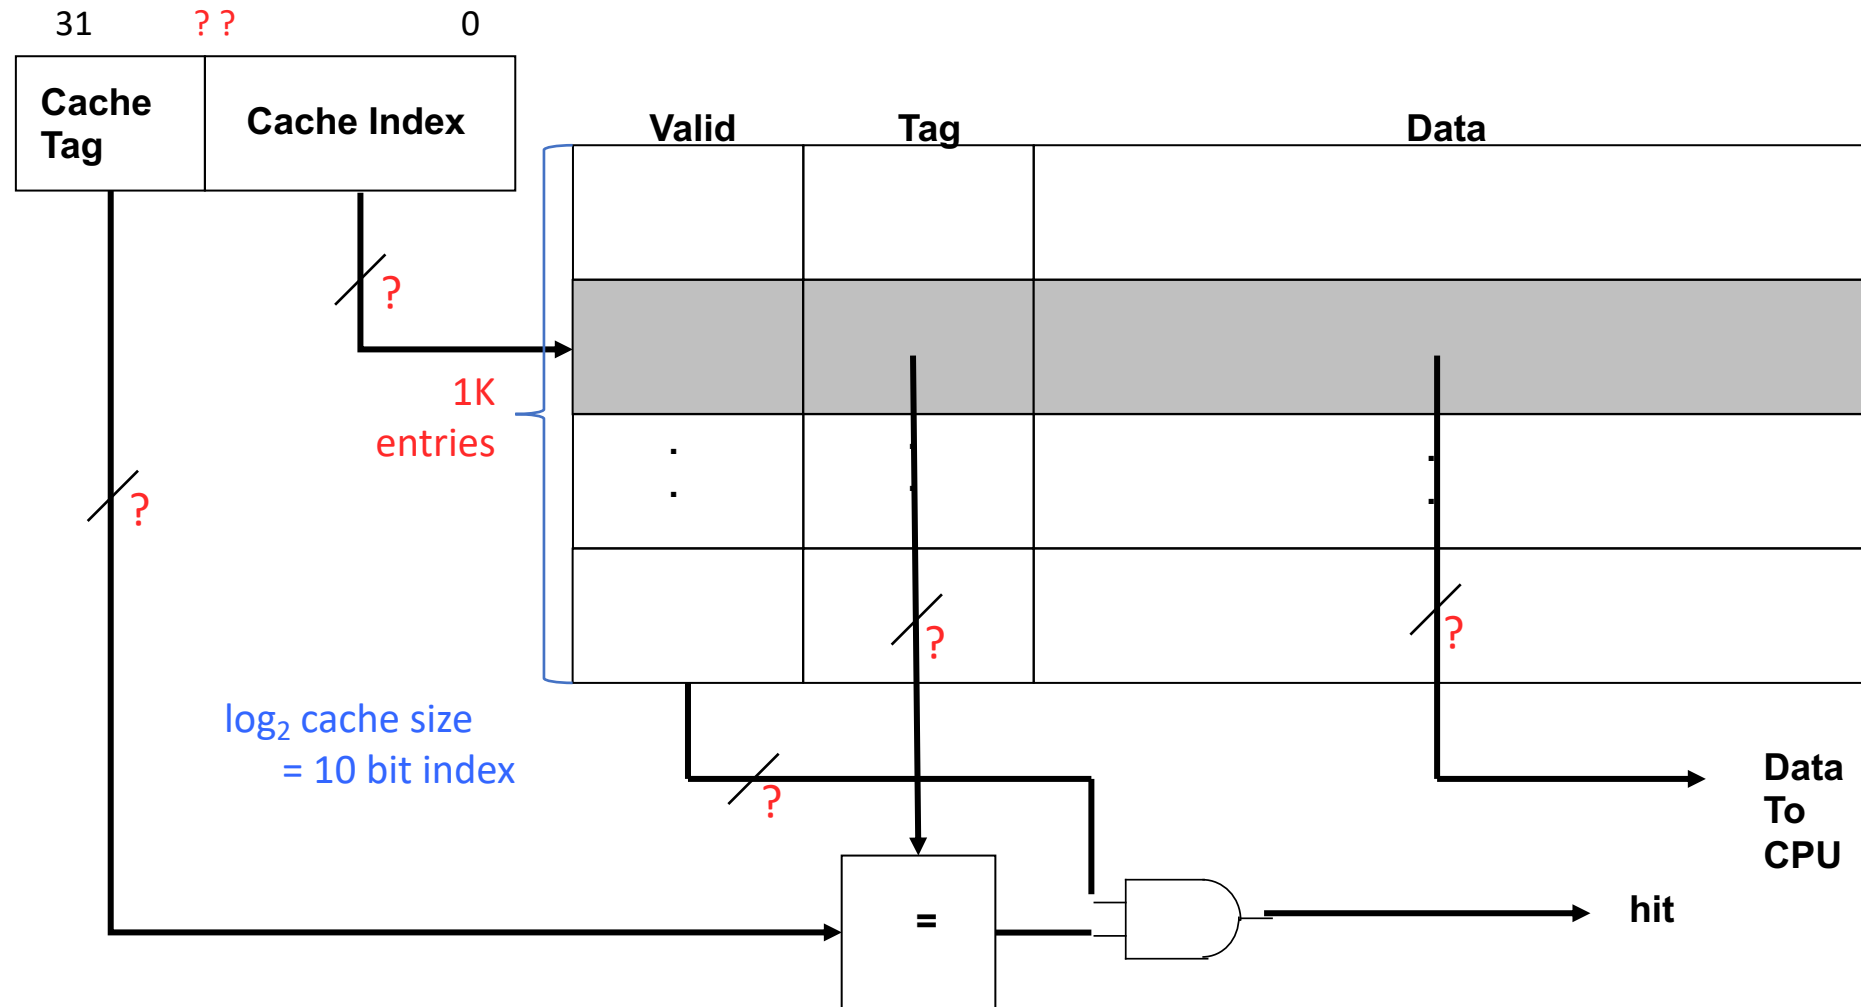 31 ? ? 0
Cache
Tag
Cache Index
Valid Tag Data
?
1K
entries
. . .
. . .
?
? ?
log₂ cache size
= 10 bit index
?
Data
To
CPU
=
hit